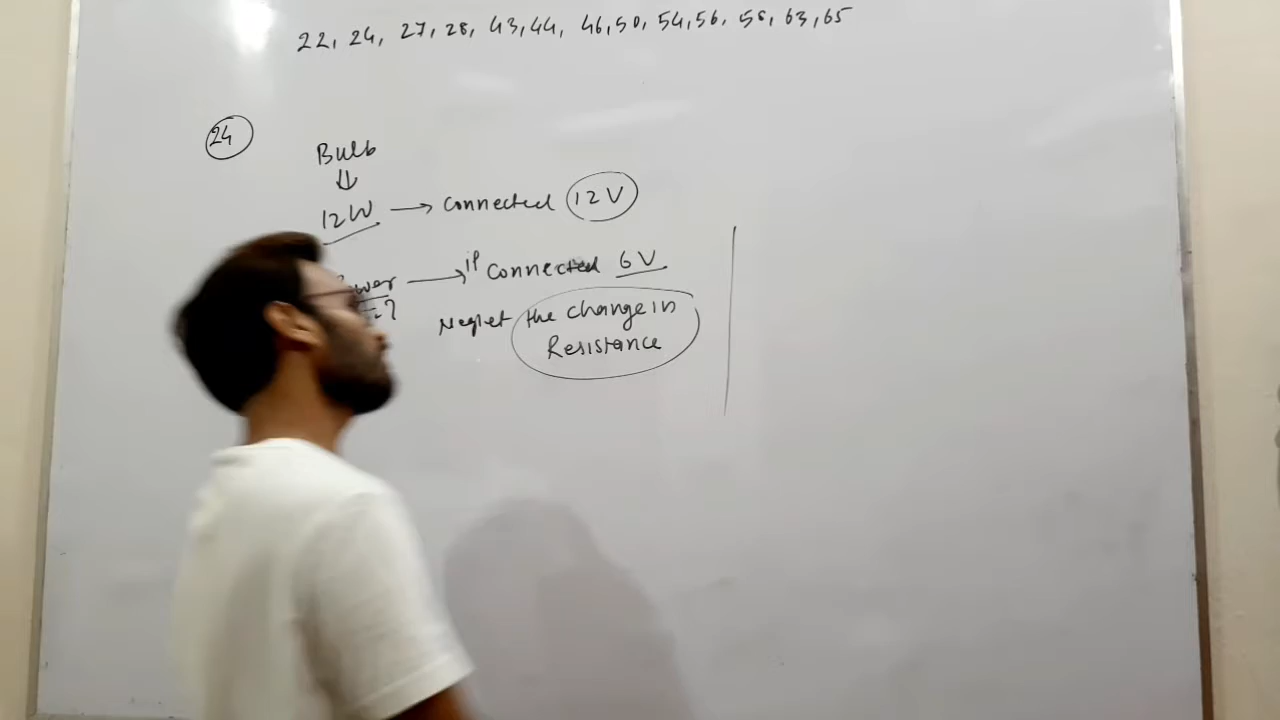 22, 24, 27, 28, 43,44, 46,50, 54,56, 58, 63,65
24
Bulb
12W → Connected 12V
→ if Connected 6V
= ? Neglet the change in
Resistance